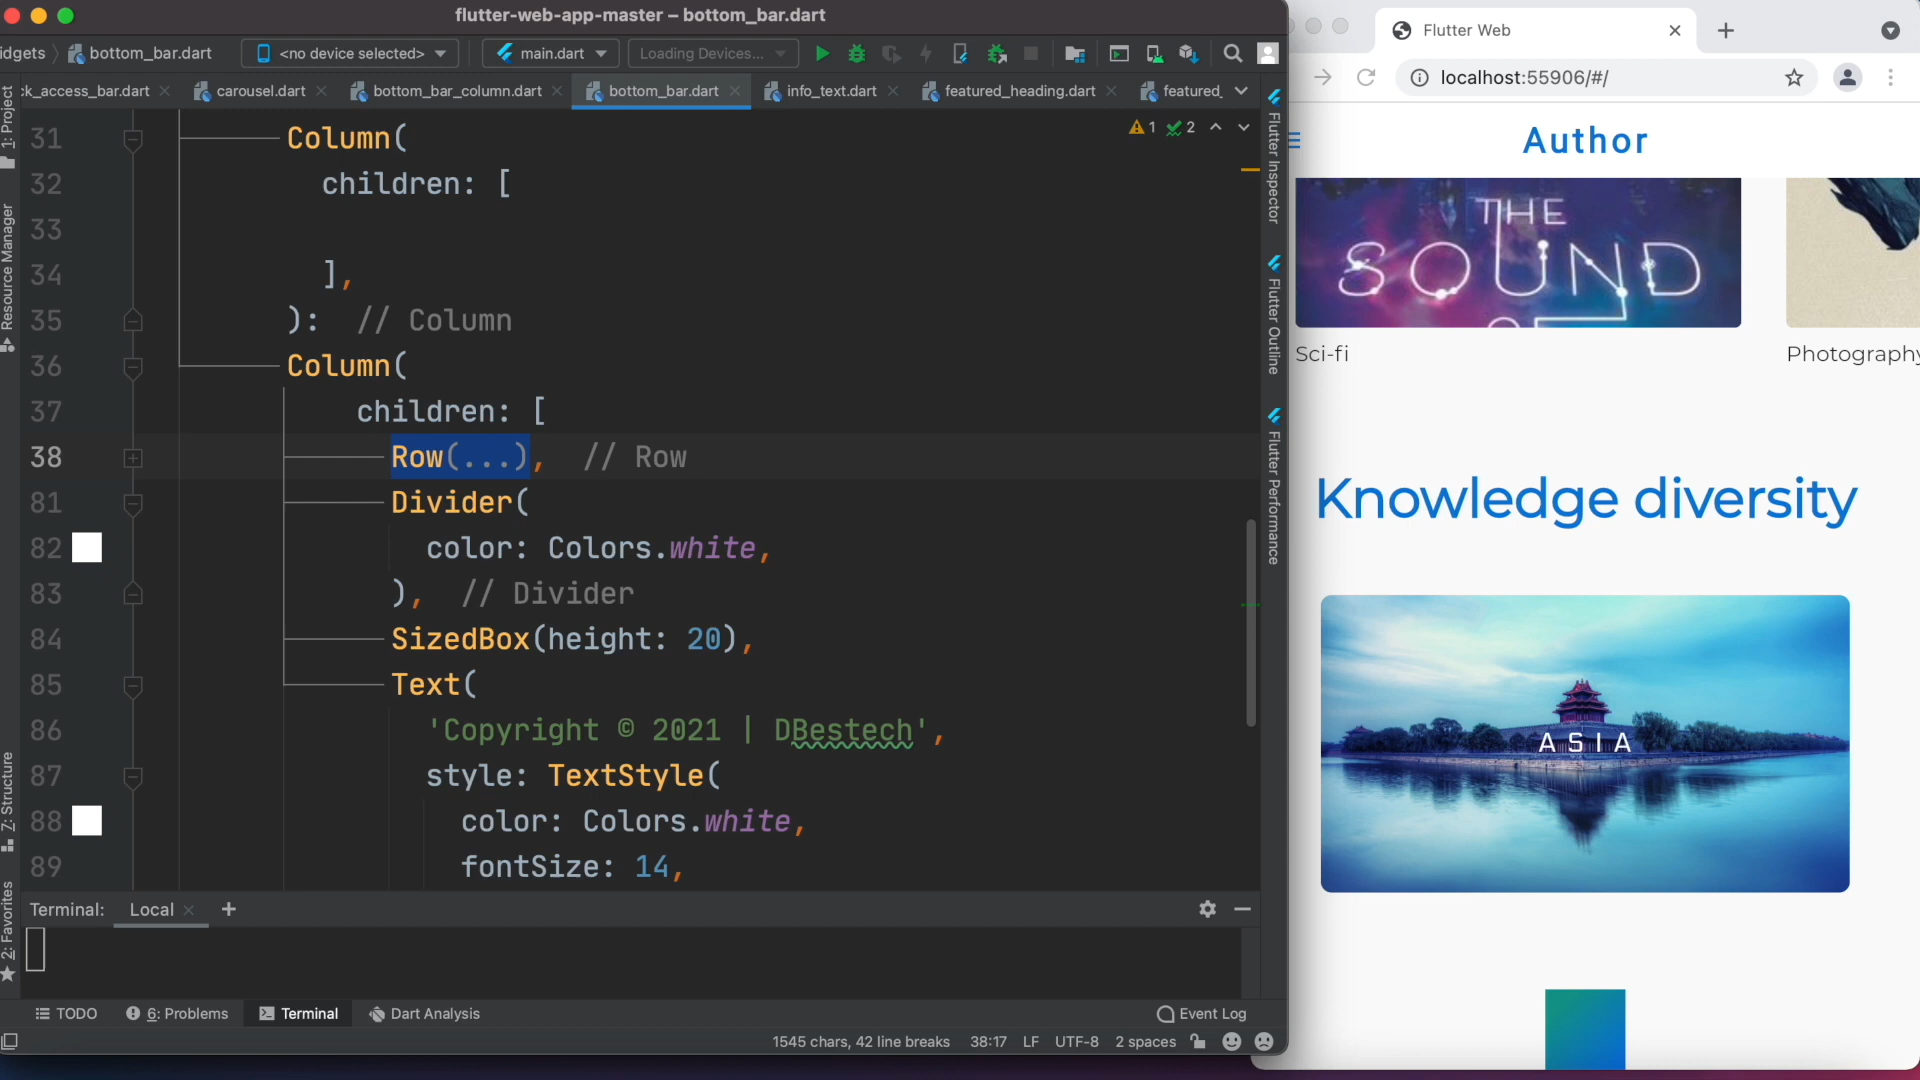 flutter-web-app-master – bottom_bar.dart
idgets
bottom_bar.dart
<no device selected>
main.dart
Loading Devices...
ck_access_bar.dart
carousel.dart
bottom_bar_column.dart
bottom_bar.dart
info_text.dart
featured_heading.dart
featured_
1: Project
Resource Manager
Z: Structure
2: Favorites
1
2
31 Column(
32 children: [
33
34 ],
35 ): // Column
36 Column(
37 children: [
38 Row(...), // Row
81 Divider(
82 color: Colors.white,
83 ), // Divider
84 SizedBox(height: 20),
85 Text(
86 'Copyright © 2021 | DBestech',
87 style: TextStyle(
88 color: Colors.white,
89 fontSize: 14,
Flutter Inspector
Flutter Outline
Flutter Performance
Terminal: Local
TODO
6: Problems
Terminal
Dart Analysis
Event Log
1545 chars, 42 line breaks 38:17 LF UTF-8 2 spaces
Flutter Web
localhost:55906/#/
Author
THE
SOUND
OF
Sci-fi
Photography
Knowledge diversity
ASIA